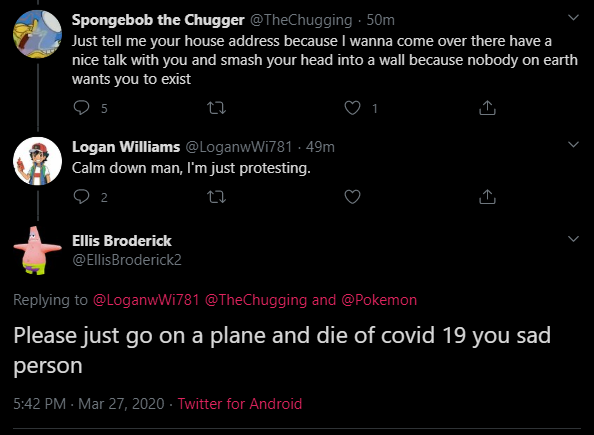 Spongebob the Chugger @TheChugging · 50m
Just tell me your house address because I wanna come over there have a
nice talk with you and smash your head into a wall because nobody on earth
wants you to exist
5 1
Logan Williams @LoganwWi781 · 49m
Calm down man, I'm just protesting.
2
Ellis Broderick
@EllisBroderick2
Replying to @LoganwWi781 @TheChugging and @Pokemon
Please just go on a plane and die of covid 19 you sad
person
5:42 PM · Mar 27, 2020 · Twitter for Android